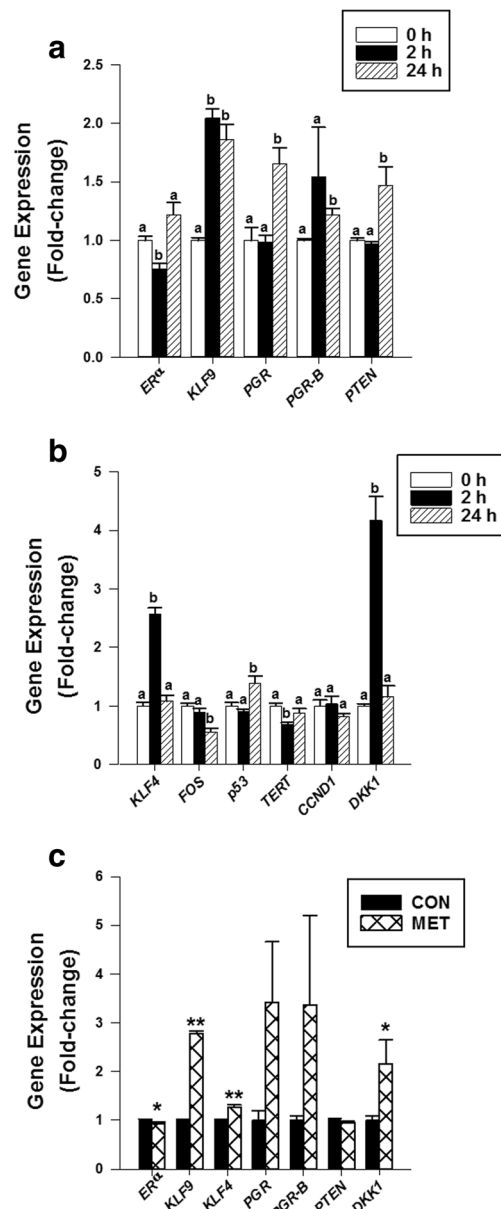 a
0 h
2 h
24 h
Gene Expression
(Fold-change)
2.5
2.0
1.5
1.0
0.5
0.0
a b a
a b b
a a b
a a b
a a b
ERα KLF9 PGR PGR-B PTEN
b
0 h
2 h
24 h
Gene Expression
(Fold-change)
5
4
3
2
1
0
a b a
a a b
a a b
a b a
a a a
a b a
KLF4 FOS p53 TERT CCND1 DKK1
c
CON
MET
Gene Expression
(Fold-change)
6
5
4
3
2
1
0
* ** ** *
ERα KLF9 KLF4 PGR PGR-B PTEN DKK1